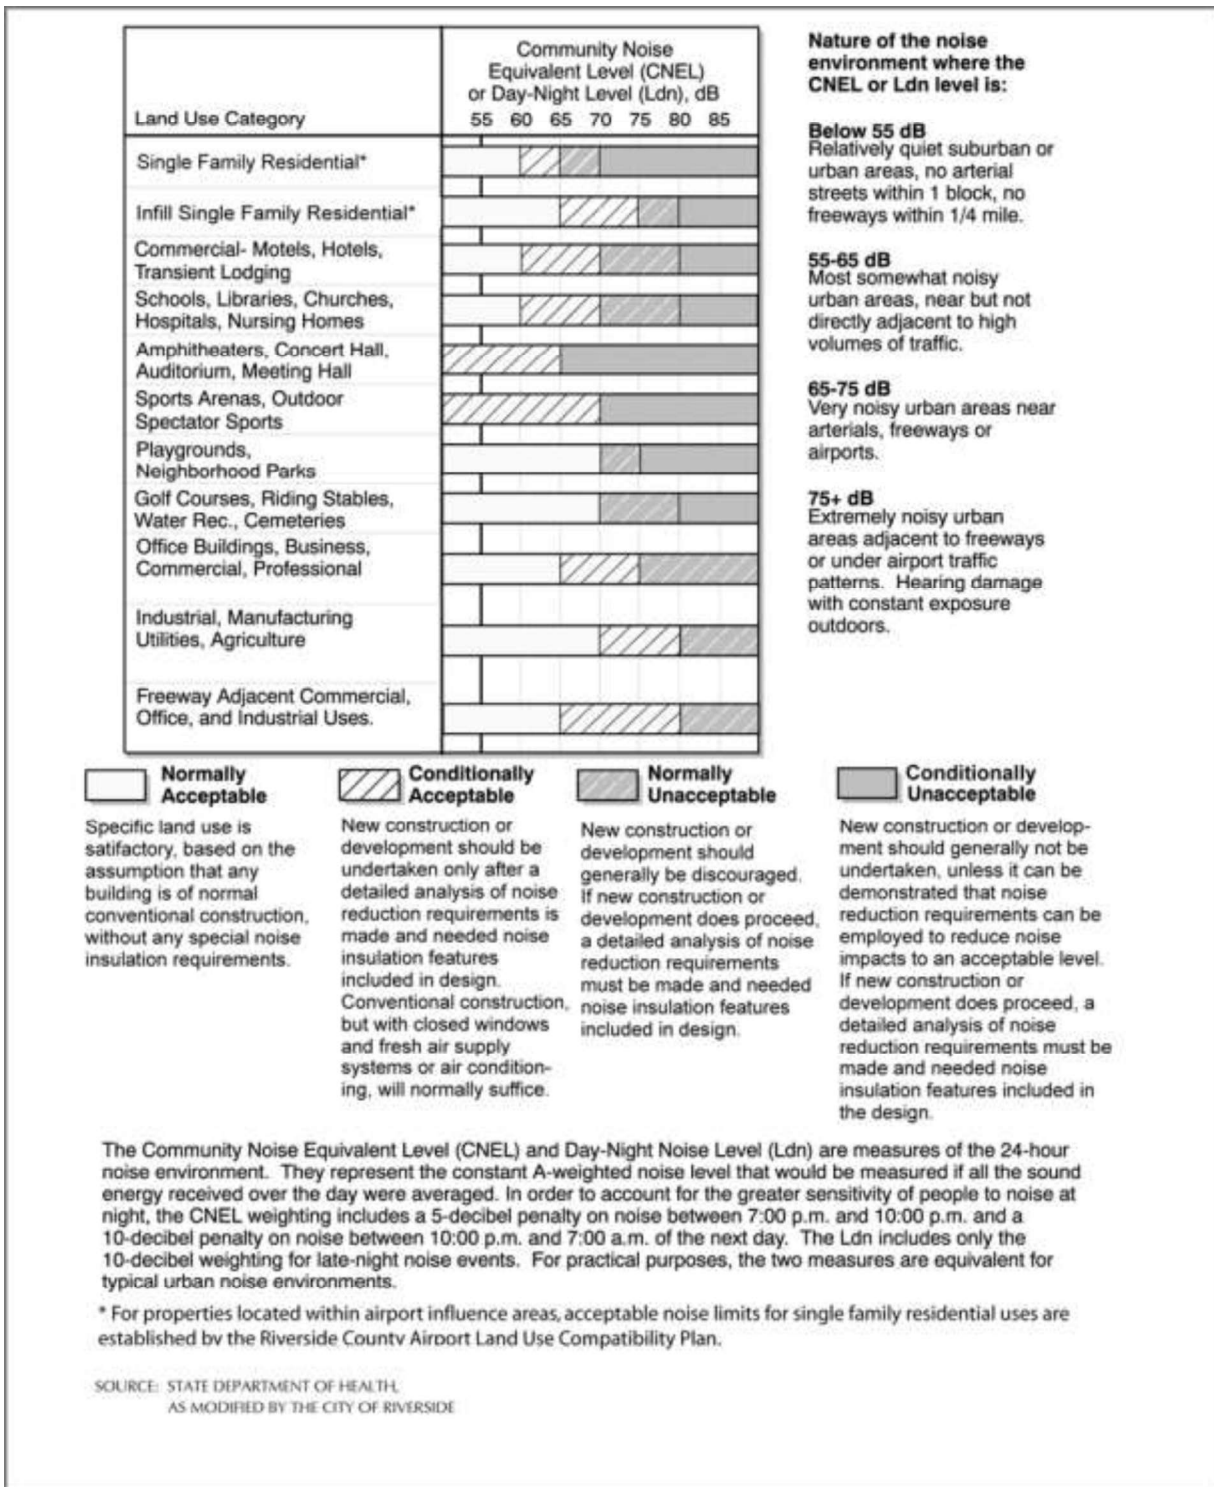 Community Noise
Equivalent Level (CNEL)
or Day-Night Level (Ldn), dB
Land Use Category
55 60 65 70 75 80 85
Single Family Residential*
Infill Single Family Residential*
Commercial- Motels, Hotels,
Transient Lodging
Schools, Libraries, Churches,
Hospitals, Nursing Homes
Amphitheaters, Concert Hall,
Auditorium, Meeting Hall
Sports Arenas, Outdoor
Spectator Sports
Playgrounds,
Neighborhood Parks
Golf Courses, Riding Stables,
Water Rec., Cemeteries
Office Buildings, Business,
Commercial, Professional
Industrial, Manufacturing
Utilities, Agriculture
Freeway Adjacent Commercial,
Office, and Industrial Uses.
Nature of the noise
environment where the
CNEL or Ldn level is:
Below 55 dB
Relatively quiet suburban or
urban areas, no arterial
streets within 1 block, no
freeways within 1/4 mile.
55-65 dB
Most somewhat noisy
urban areas, near but not
directly adjacent to high
volumes of traffic.
65-75 dB
Very noisy urban areas near
arterials, freeways or
airports.
75+ dB
Extremely noisy urban
areas adjacent to freeways
or under airport traffic
patterns. Hearing damage
with constant exposure
outdoors.
Normally
Acceptable
Specific land use is
satifactory, based on the
assumption that any
building is of normal
conventional construction,
without any special noise
insulation requirements.
Conditionally
Acceptable
New construction or
development should be
undertaken only after a
detailed analysis of noise
reduction requirements is
made and needed noise
insulation features
included in design.
Conventional construction,
but with closed windows
and fresh air supply
systems or air condition-
ing, will normally suffice.
Normally
Unacceptable
New construction or
development should
generally be discouraged.
If new construction or
development does proceed,
a detailed analysis of noise
reduction requirements
must be made and needed
noise insulation features
included in design.
Conditionally
Unacceptable
New construction or develop-
ment should generally not be
undertaken, unless it can be
demonstrated that noise
reduction requirements can be
employed to reduce noise
impacts to an acceptable level.
If new construction or
development does proceed, a
detailed analysis of noise
reduction requirements must be
made and needed noise
insulation features included in
the design.
The Community Noise Equivalent Level (CNEL) and Day-Night Noise Level (Ldn) are measures of the 24-hour
noise environment. They represent the constant A-weighted noise level that would be measured if all the sound
energy received over the day were averaged. In order to account for the greater sensitivity of people to noise at
night, the CNEL weighting includes a 5-decibel penalty on noise between 7:00 p.m. and 10:00 p.m. and a
10-decibel penalty on noise between 10:00 p.m. and 7:00 a.m. of the next day. The Ldn includes only the
10-decibel weighting for late-night noise events. For practical purposes, the two measures are equivalent for
typical urban noise environments.
* For properties located within airport influence areas, acceptable noise limits for single family residential uses are
established by the Riverside County Airport Land Use Compatibility Plan.
SOURCE: STATE DEPARTMENT OF HEALTH,
AS MODIFIED BY THE CITY OF RIVERSIDE